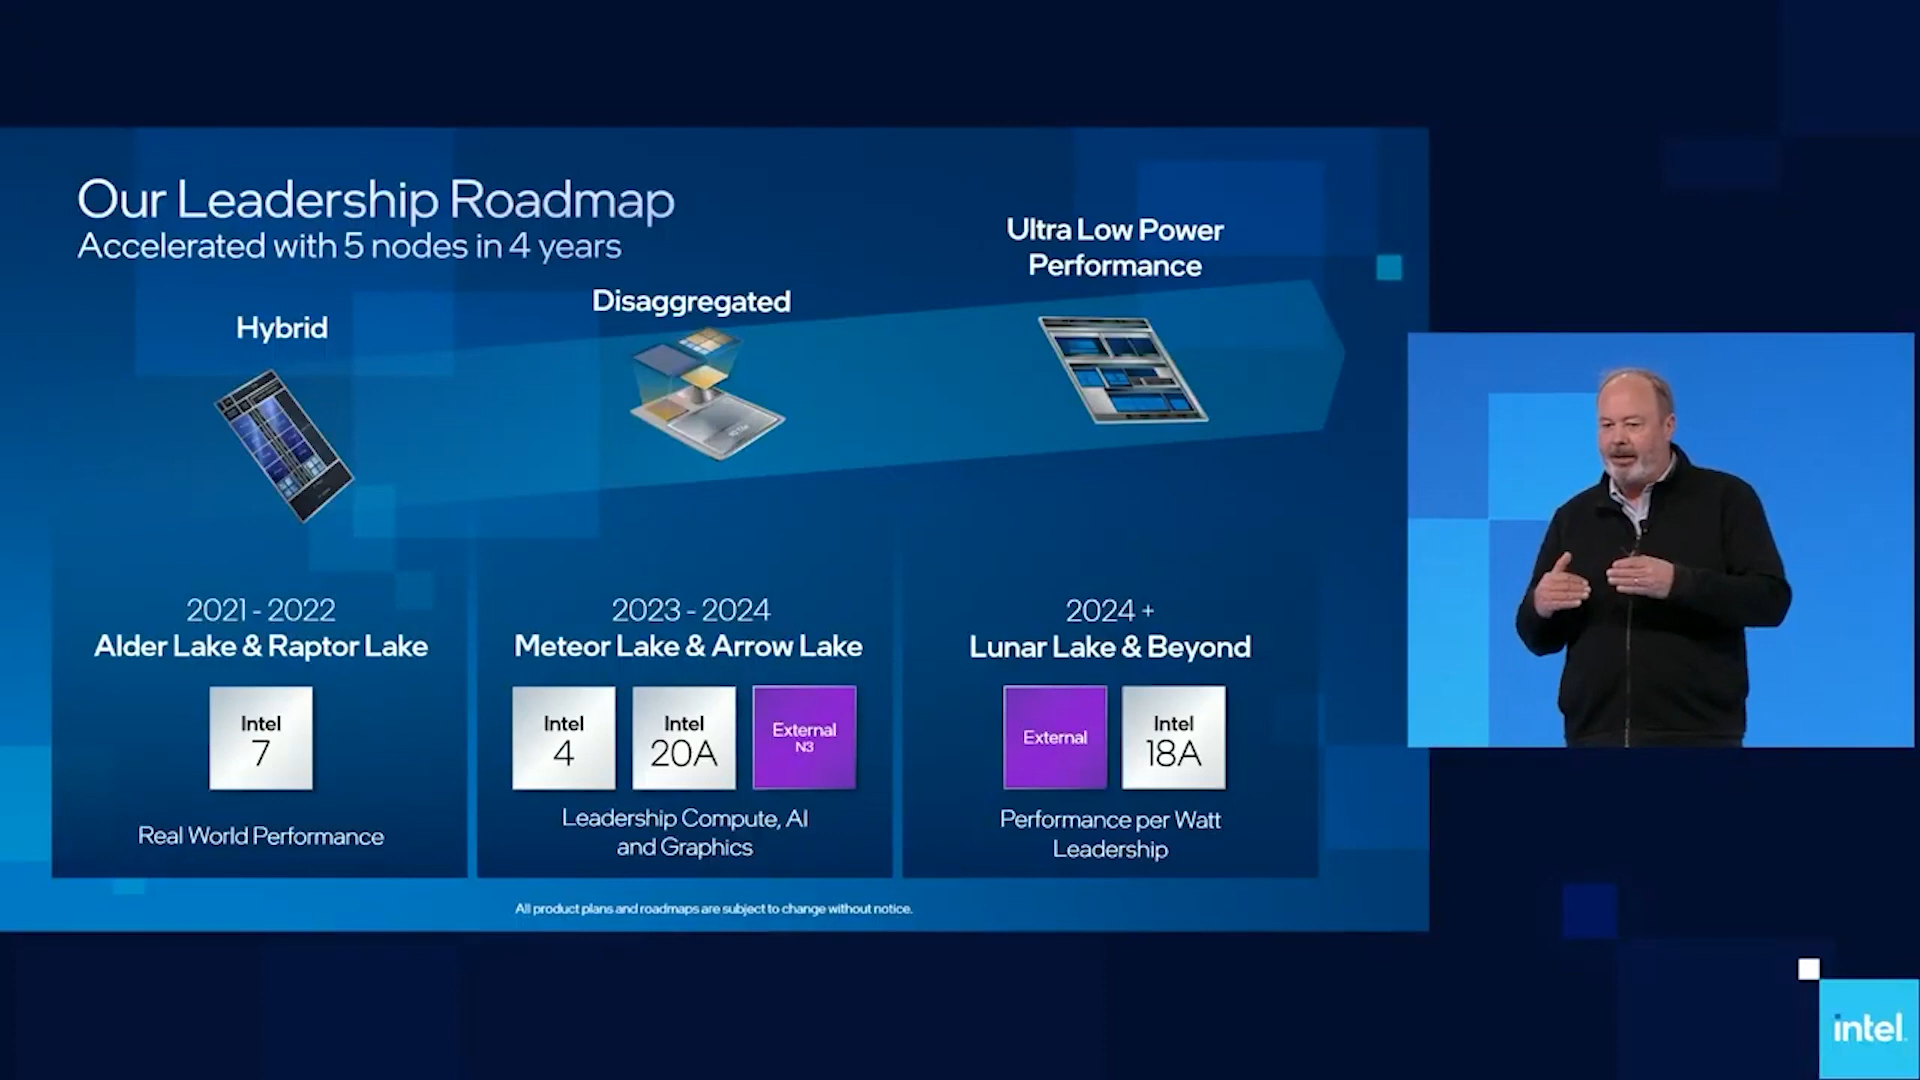 Our Leadership Roadmap
Accelerated with 5 nodes in 4 years
Hybrid
Disaggregated
Ultra Low Power
Performance
2021 - 2022
Alder Lake & Raptor Lake
Intel
7
Real World Performance
2023 - 2024
Meteor Lake & Arrow Lake
Intel
4
Intel
20A
External
N3
Leadership Compute, AI
and Graphics
2024 +
Lunar Lake & Beyond
External
Intel
18A
Performance per Watt
Leadership
All product plans and roadmaps are subject to change without notice.
intel.